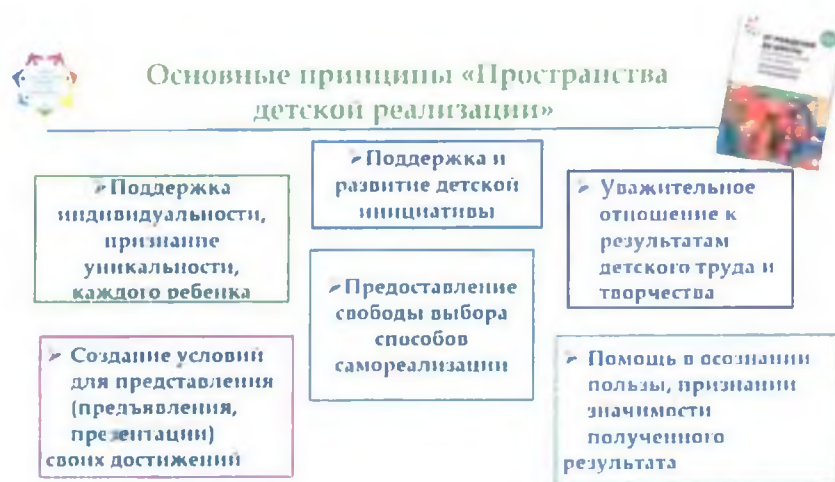 Основные принципы «Пространства
детской реализации»
➢Поддержка
индивидуальности,
признание
уникальности,
каждого ребенка
➢Поддержка и
развитие детской
инициативы
➢ Уважительное
отношение к
результатам
детского труда и
творчества
➢Предоставление
свободы выбора
способов
самореализации
➢ Создание условий
для представления
(предъявления,
презентации)
своих достижений
➢ Помощь в осознании
пользы, признании
значимости
полученного
результата